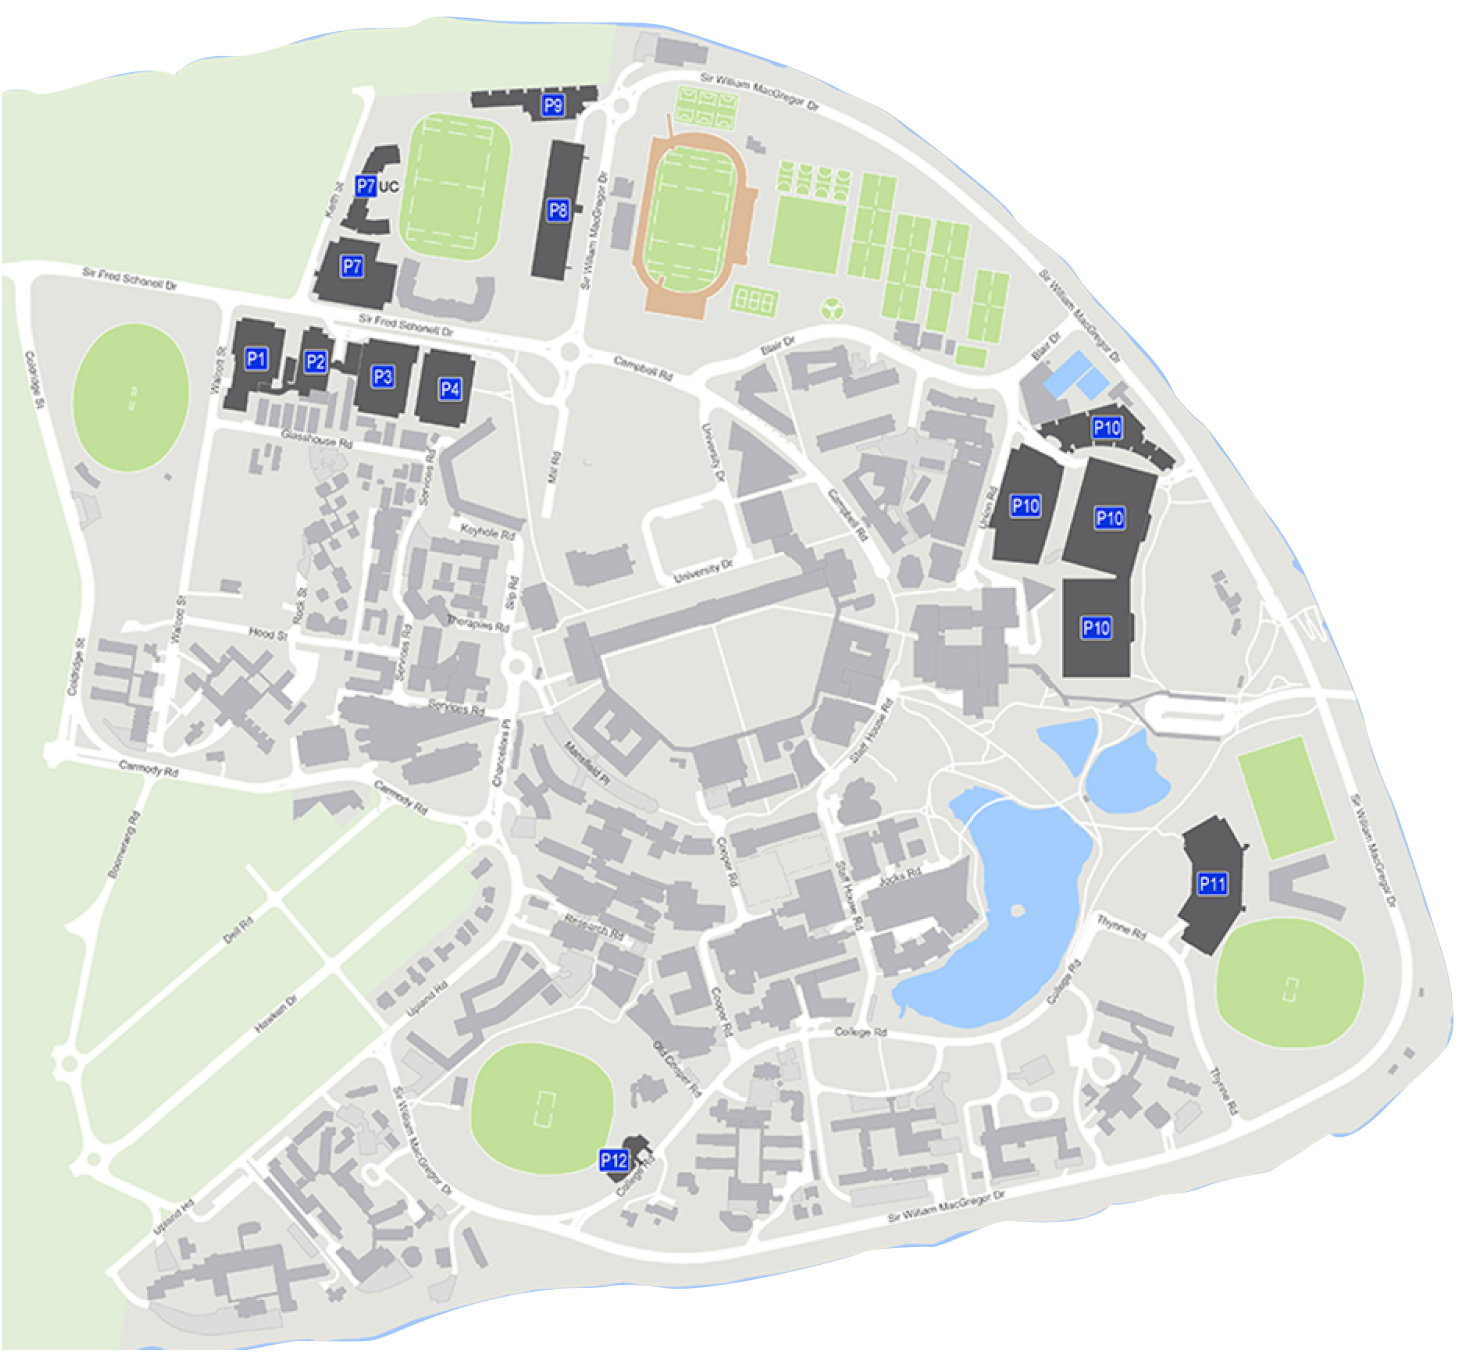 Sir William MacGregor Dr
P9
P7 UC
Keith St
P8
Sir William MacGregor Dr
P7
Sir Fred Schonell Dr
Sir William MacGregor Dr
Sir Fred Schonell Dr
Blair Dr
Blair Dr
P1
P2
P3
P4
Campbell Rd
Walcott St
Coldridge St
P10
Glasshouse Rd
University Dr
Mill Rd
Services Rd
Campbell Rd
Union Rd
P10
P10
Keyhole Rd
University Dr
Slip Rd
Rock St
Walcott St
Therapies Rd
Hood St
P10
Services Rd
Coldridge St
Services Rd
Staff House Rd
Chancellors Pl
Mansfield Pl
Carmody Rd
Carmody Rd
Boomerang Rd
Sir William MacGregor Dr
Cooper Rd
Jocks Rd
P11
Staff House Rd
Dell Rd
Research Rd
Thynne Rd
College Rd
Upland Rd
Hawken Dr
Cooper Rd
College Rd
Old Cooper Rd
Thynne Rd
Sir William MacGregor Dr
P12
College Rd
Upland Rd
Sir William MacGregor Dr